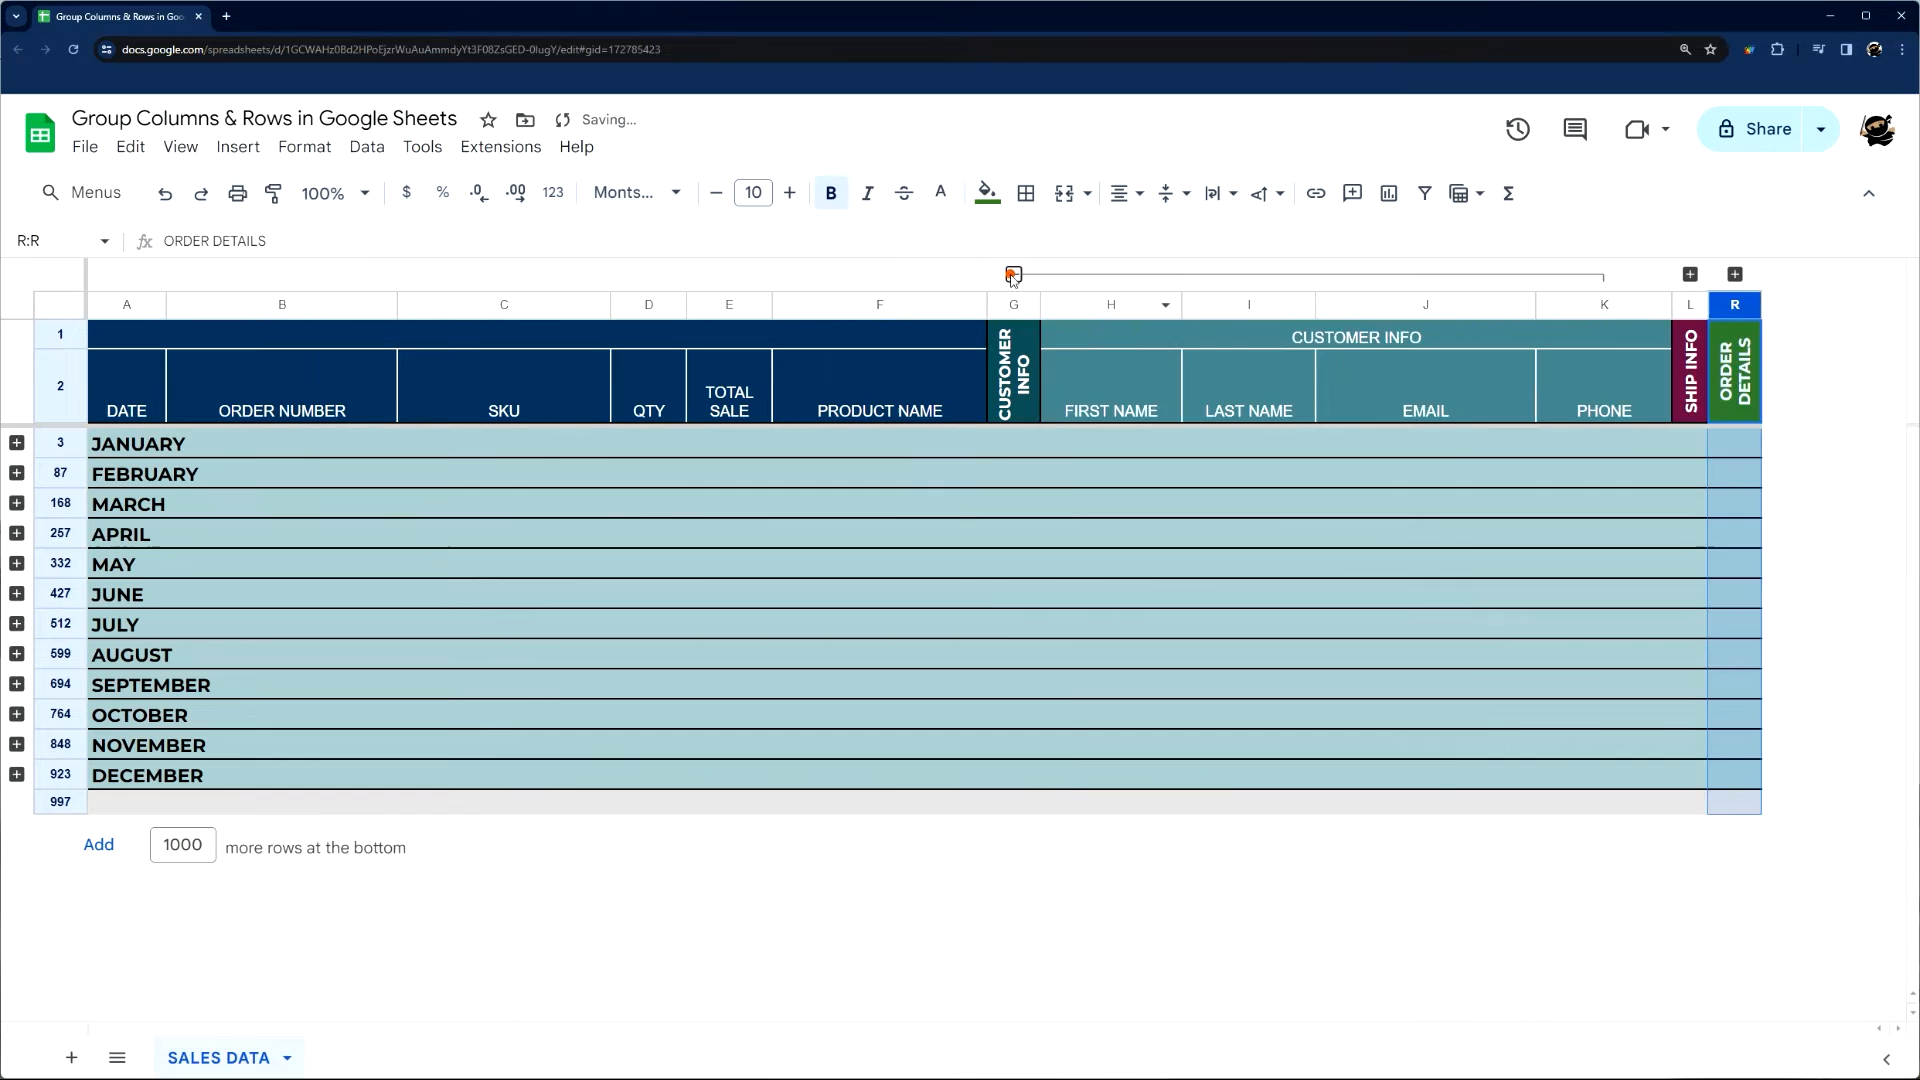 Group Columns & Rows in Goo
docs.google.com/spreadsheets/d/1GCWAHz0Bd2HPoEjzrWuAuAmmdyYt3F08ZsGED-0lugY/edit#gid=172785423
Group Columns & Rows in Google Sheets Saving...
File Edit View Insert Format Data Tools Extensions Help
Share
Menus 100% $ % .0 .00 123 Monts... 10 B I A Σ
R:R fx ORDER DETAILS
A B C D E F G H I J K L R
1 CUSTOMER INFO CUSTOMER INFO SHIP INFO ORDER DETAILS
2 DATE ORDER NUMBER SKU QTY TOTAL SALE PRODUCT NAME FIRST NAME LAST NAME EMAIL PHONE
3 JANUARY
87 FEBRUARY
168 MARCH
257 APRIL
332 MAY
427 JUNE
512 JULY
599 AUGUST
694 SEPTEMBER
764 OCTOBER
848 NOVEMBER
923 DECEMBER
997
Add 1000 more rows at the bottom
SALES DATA